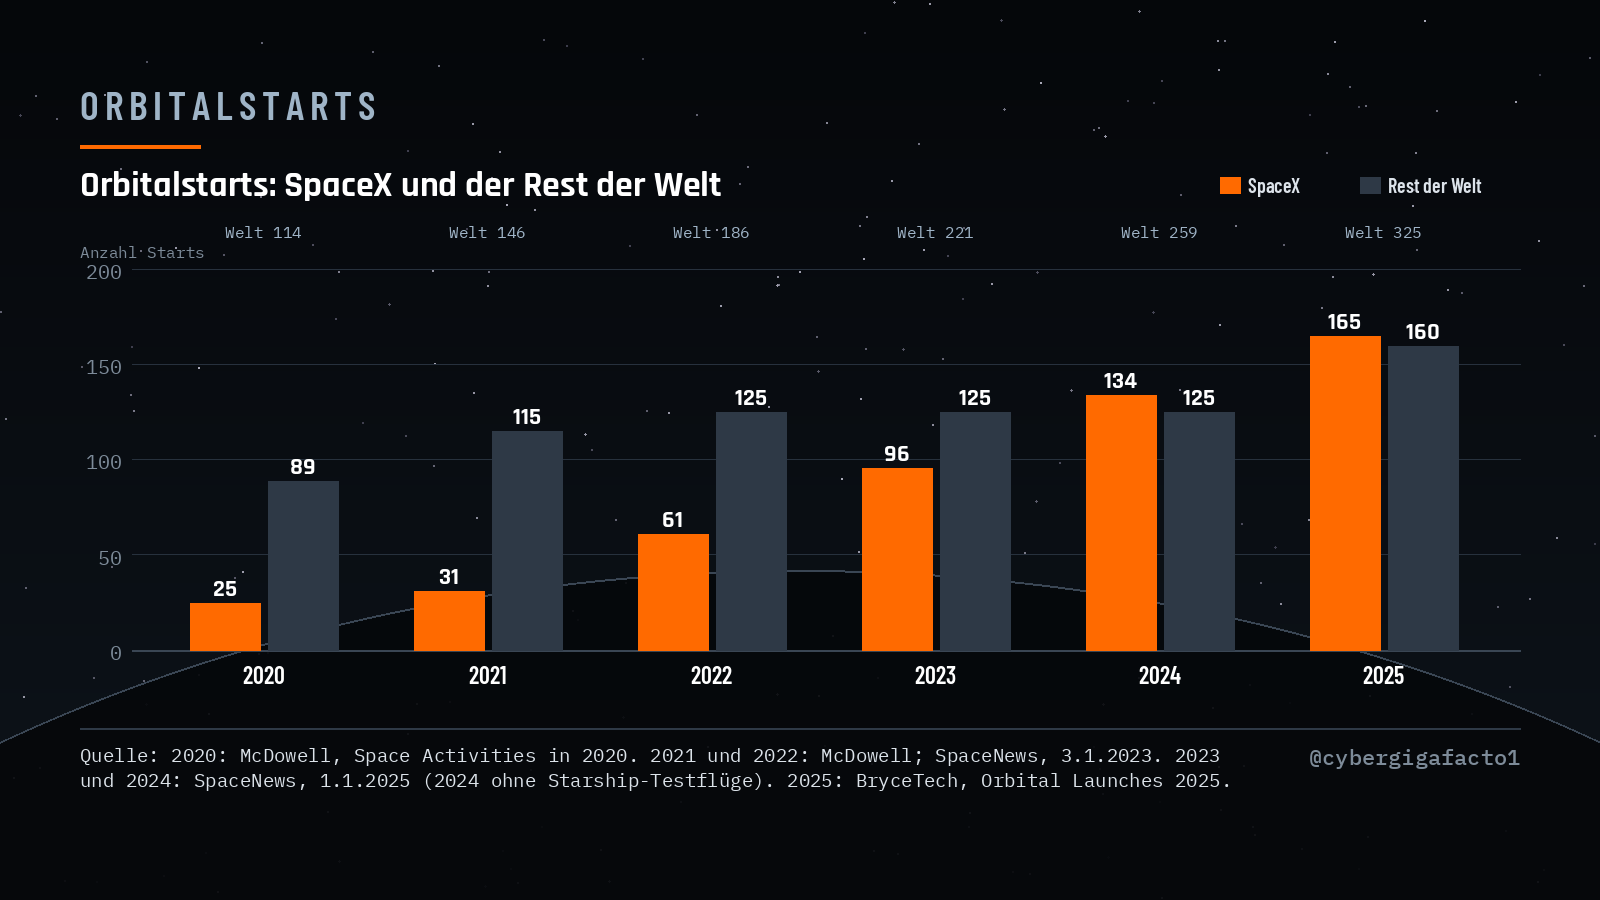 ORBITALSTARTS
Orbitalstarts: SpaceX und der Rest der Welt
SpaceX
Rest der Welt
Welt 114
Welt 146
Welt 186
Welt 221
Welt 259
Welt 325
Anzahl Starts
200
150
100
50
0
25
89
31
115
61
125
96
125
134
125
165
160
2020
2021
2022
2023
2024
2025
Quelle: 2020: McDowell, Space Activities in 2020. 2021 und 2022: McDowell; SpaceNews, 3.1.2023. 2023
und 2024: SpaceNews, 1.1.2025 (2024 ohne Starship-Testflüge). 2025: BryceTech, Orbital Launches 2025.
@cybergigafacto1